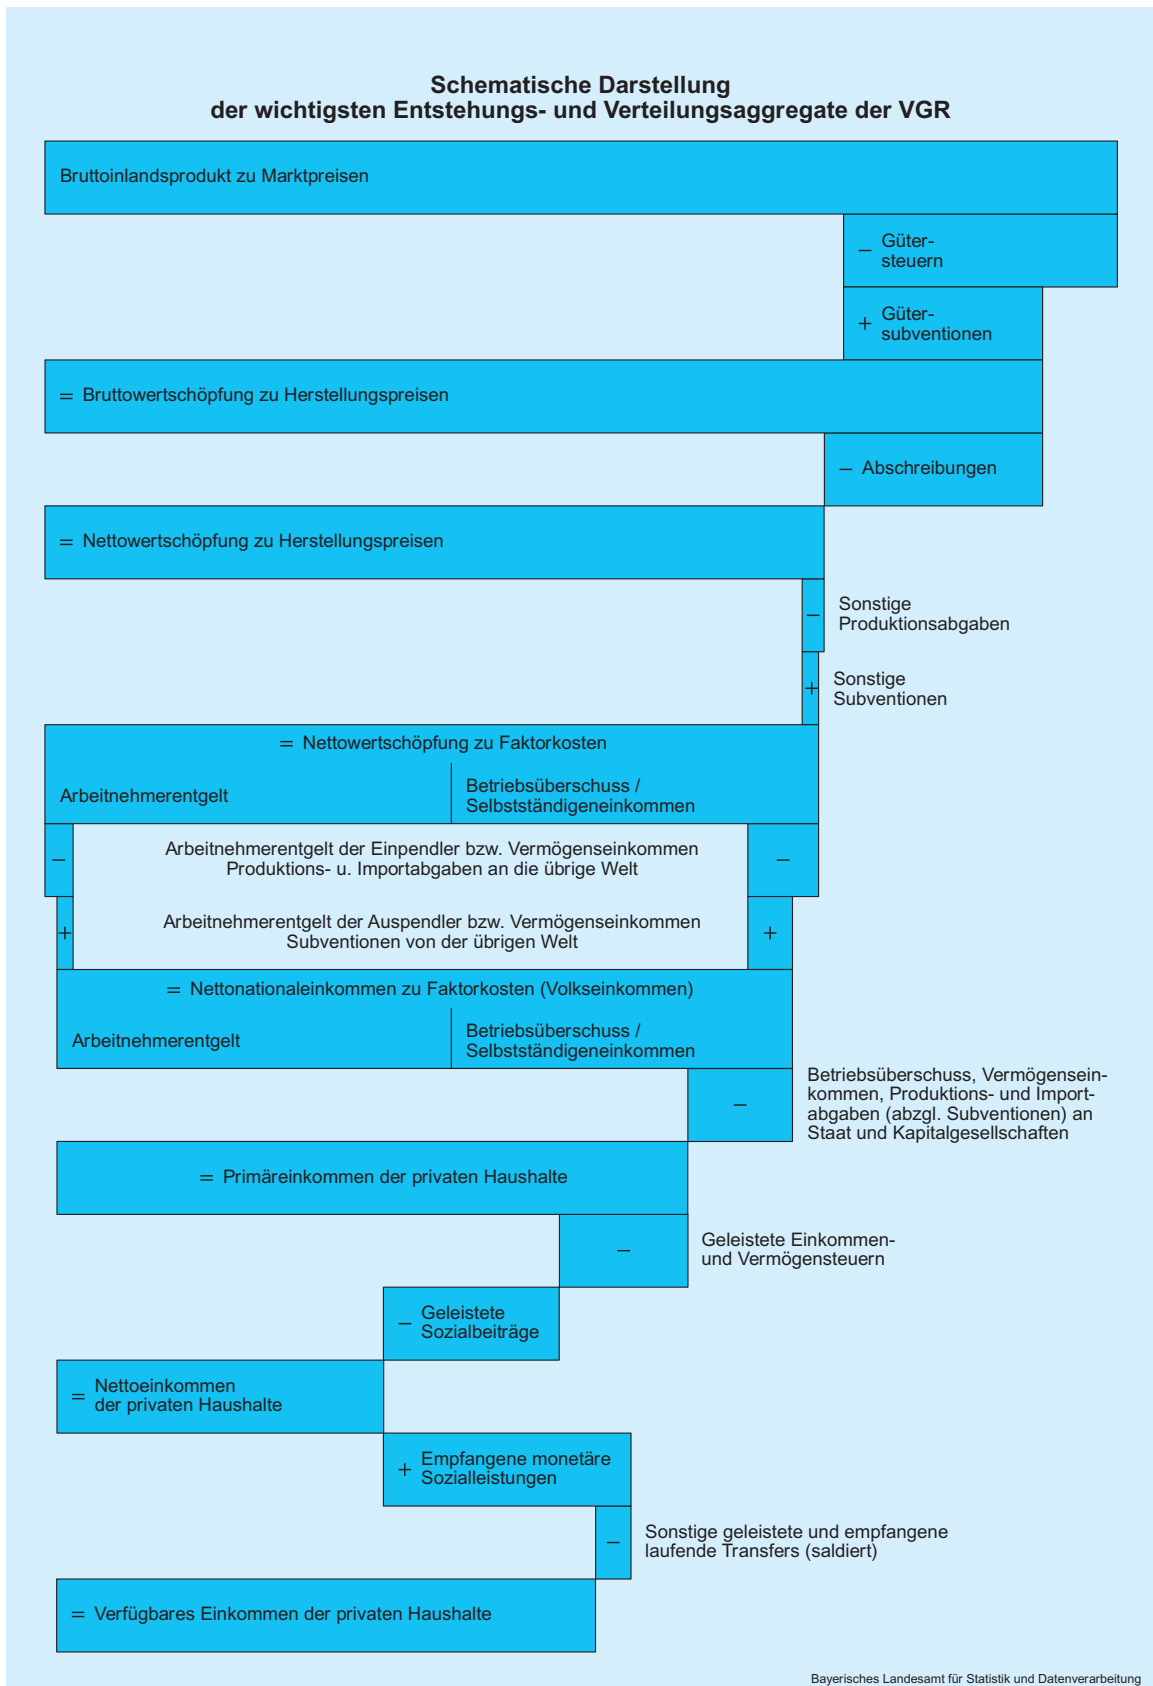 Schematische Darstellung
der wichtigsten Entstehungs- und Verteilungsaggregate der VGR
Bruttoinlandsprodukt zu Marktpreisen
− Güter-
steuern
+ Güter-
subventionen
= Bruttowertschöpfung zu Herstellungspreisen
− Abschreibungen
= Nettowertschöpfung zu Herstellungspreisen
− Sonstige
Produktionsabgaben
+ Sonstige
Subventionen
= Nettowertschöpfung zu Faktorkosten
Arbeitnehmerentgelt
Betriebsüberschuss /
Selbstständigeneinkommen
− Arbeitnehmerentgelt der Einpendler bzw. Vermögenseinkommen −
Produktions- u. Importabgaben an die übrige Welt
+ Arbeitnehmerentgelt der Auspendler bzw. Vermögenseinkommen +
Subventionen von der übrigen Welt
= Nettonationaleinkommen zu Faktorkosten (Volkseinkommen)
Arbeitnehmerentgelt
Betriebsüberschuss /
Selbstständigeneinkommen
− Betriebsüberschuss, Vermögensein-
kommen, Produktions- und Import-
abgaben (abzgl. Subventionen) an
Staat und Kapitalgesellschaften
= Primäreinkommen der privaten Haushalte
− Geleistete Einkommen-
und Vermögensteuern
− Geleistete
Sozialbeiträge
= Nettoeinkommen
der privaten Haushalte
+ Empfangene monetäre
Sozialleistungen
− Sonstige geleistete und empfangene
laufende Transfers (saldiert)
= Verfügbares Einkommen der privaten Haushalte
Bayerisches Landesamt für Statistik und Datenverarbeitung